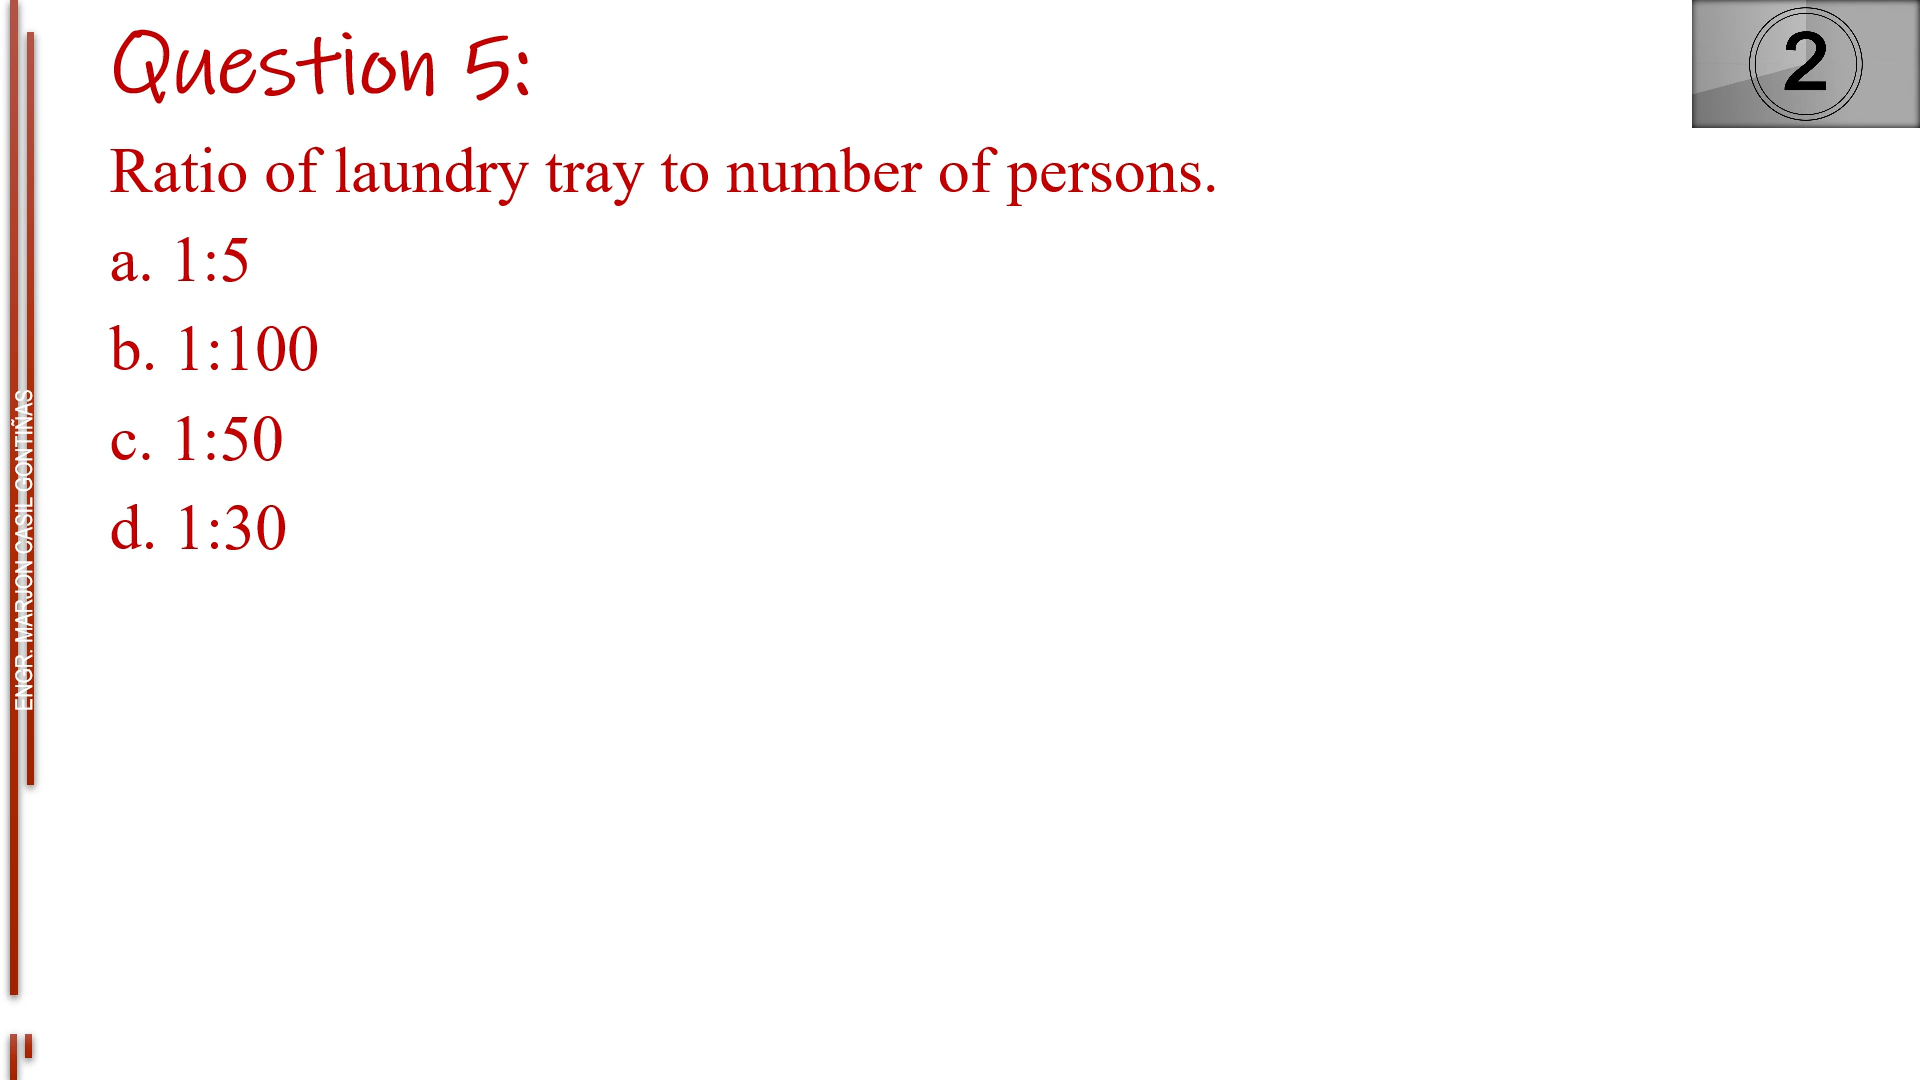 Question 5:
2
Ratio of laundry tray to number of persons.
a. 1:5
b. 1:100
c. 1:50
d. 1:30
ENGR. MARJON CASIL GONTIÑAS